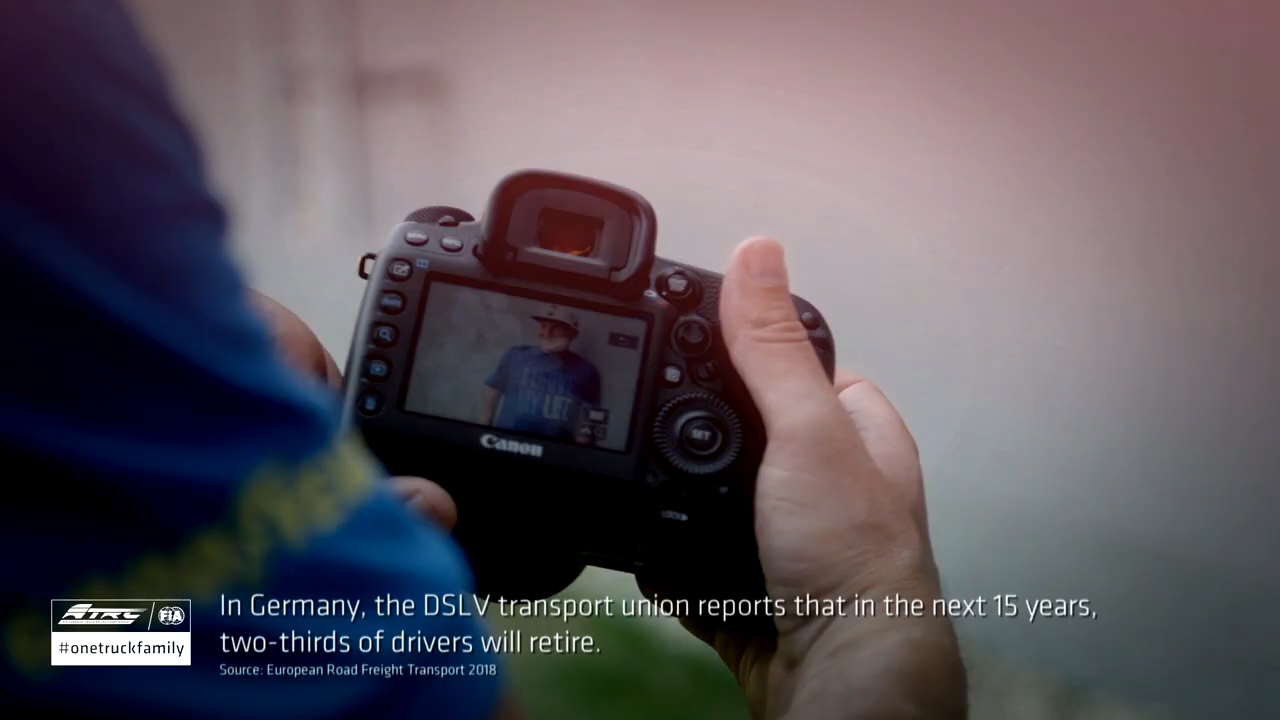 SET
Canon
LIFE
ETRC FIA
#onetruckfamily
In Germany, the DSLV transport union reports that in the next 15 years,
two-thirds of drivers will retire.
Source: European Road Freight Transport 2018